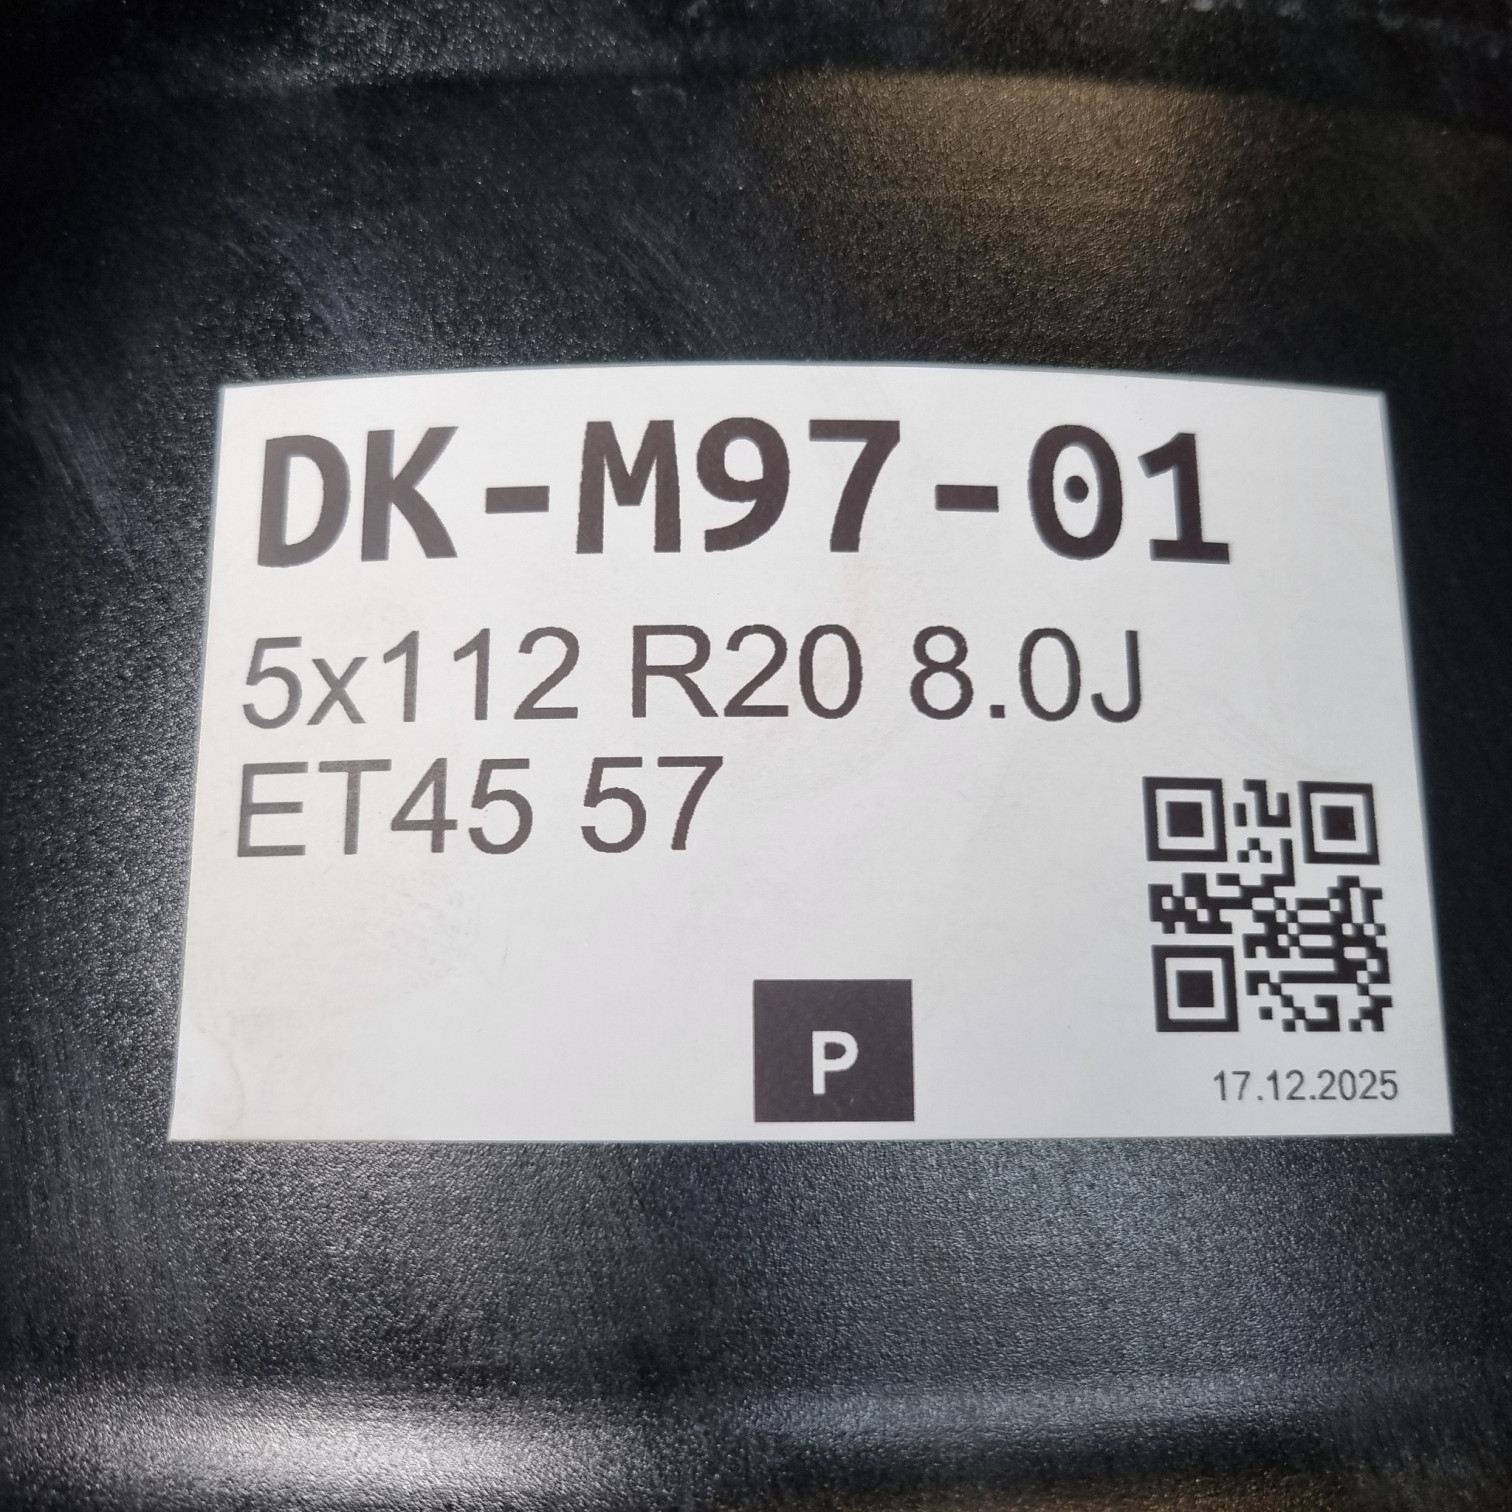 DK-M97-01
5x112 R20 8.0J
ET45 57
P
17.12.2025